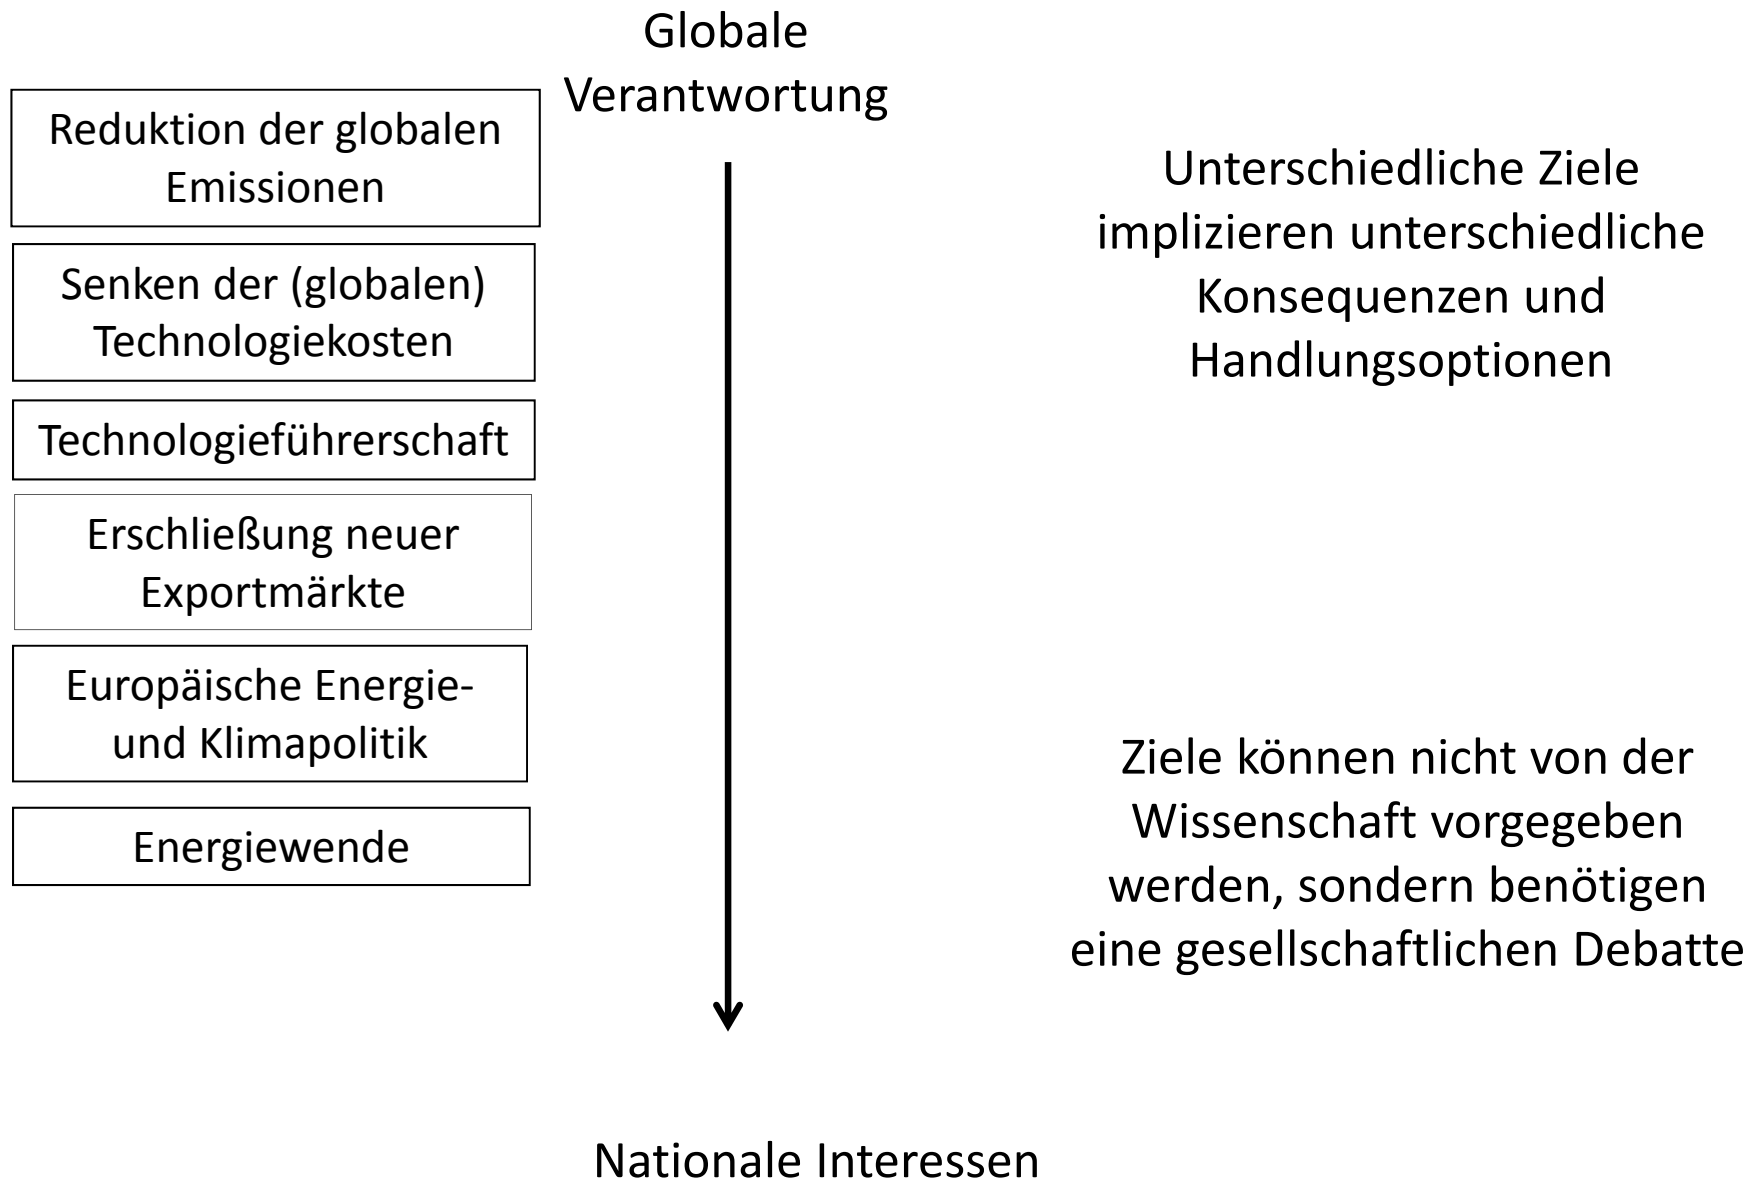 Globale
Verantwortung
Reduktion der globalen
Emissionen
Senken der (globalen)
Technologiekosten
Technologieführerschaft
Erschließung neuer
Exportmärkte
Europäische Energie-
und Klimapolitik
Energiewende
Nationale Interessen
Unterschiedliche Ziele
implizieren unterschiedliche
Konsequenzen und
Handlungsoptionen
Ziele können nicht von der
Wissenschaft vorgegeben
werden, sondern benötigen
eine gesellschaftlichen Debatte